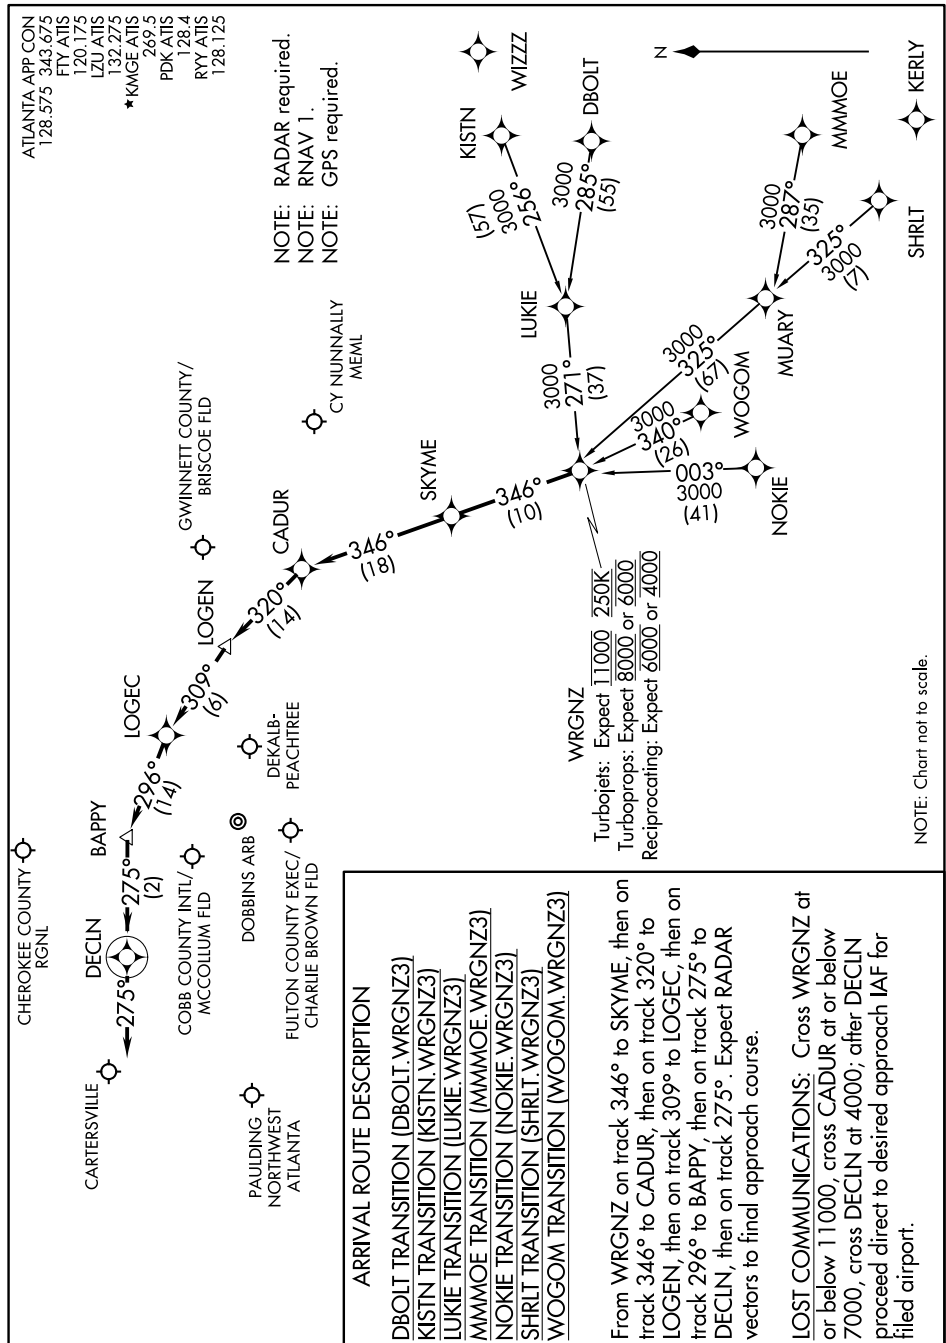 ATLANTA APP CON
128.575 343.675
FTY ATIS
120.175
LZU ATIS
132.275
★KMGE ATIS
269.5
PDK ATIS
128.4
RYY ATIS
128.125
NOTE: RADAR required.
NOTE: RNAV 1.
NOTE: GPS required.
CHEROKEE COUNTY
RGNL
CARTERSVILLE
275°
DECLN
275°
(2)
BAPPY
296°
(14)
LOGEC
309°
(6)
LOGEN
320°
(14)
CADUR
346°
(18)
SKYME
346°
(10)
GWINNETT COUNTY/
BRISCOE FLD
CY NUNNALLY
MEML
COBB COUNTY INTL/
MCCOLLUM FLD
DOBBINS ARB
DEKALB-
PEACHTREE
FULTON COUNTY EXEC/
CHARLIE BROWN FLD
PAULDING
NORTHWEST
ATLANTA
KISTN
WIZZZ
DBOLT
(57)
3000
256°
3000
285°
(55)
LUKIE
3000
271°
(37)
N
MMMOE
KERLY
3000
287°
(35)
325°
3000
(7)
SHRLT
MUARY
3000
325°
(67)
WOGOM
3000
340°
(26)
003°
3000
(41)
NOKIE
WRGNZ
Turbojets: Expect 11000 250K
Turboprops: Expect 8000 or 6000
Reciprocating: Expect 6000 or 4000
NOTE: Chart not to scale.
ARRIVAL ROUTE DESCRIPTION
DBOLT TRANSITION (DBOLT.WRGNZ3)
KISTN TRANSITION (KISTN.WRGNZ3)
LUKIE TRANSITION (LUKIE.WRGNZ3)
MMMOE TRANSITION (MMMOE.WRGNZ3)
NOKIE TRANSITION (NOKIE.WRGNZ3)
SHRLT TRANSITION (SHRLT.WRGNZ3)
WOGOM TRANSITION (WOGOM.WRGNZ3)
From WRGNZ on track 346° to SKYME, then on
track 346° to CADUR, then on track 320° to
LOGEN, then on track 309° to LOGEC, then on
track 296° to BAPPY, then on track 275° to
DECLN, then on track 275°. Expect RADAR
vectors to final approach course.
LOST COMMUNICATIONS: Cross WRGNZ at
or below 11000, cross CADUR at or below
7000, cross DECLN at 4000; after DECLN
proceed direct to desired approach IAF for
filed airport.